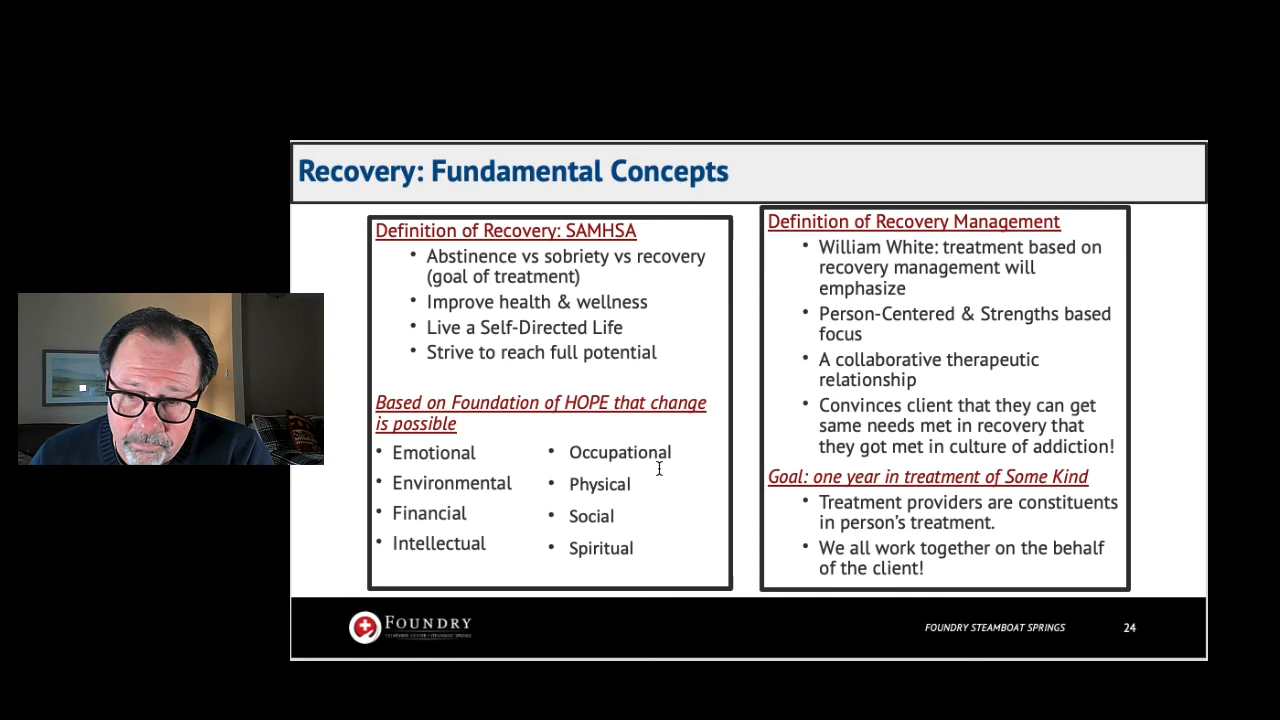 Recovery: Fundamental Concepts
Definition of Recovery: SAMHSA
• Abstinence vs sobriety vs recovery
(goal of treatment)
• Improve health & wellness
• Live a Self-Directed Life
• Strive to reach full potential
Based on Foundation of HOPE that change
is possible
• Emotional
• Environmental
• Financial
• Intellectual
• Occupational
• Physical
• Social
• Spiritual
Definition of Recovery Management
• William White: treatment based on
recovery management will
emphasize
• Person-Centered & Strengths based
focus
• A collaborative therapeutic
relationship
• Convinces client that they can get
same needs met in recovery that
they got met in culture of addiction!
Goal: one year in treatment of Some Kind
• Treatment providers are constituents
in person's treatment.
• We all work together on the behalf
of the client!
FOUNDRY
FOUNDRY STEAMBOAT SPRINGS
24